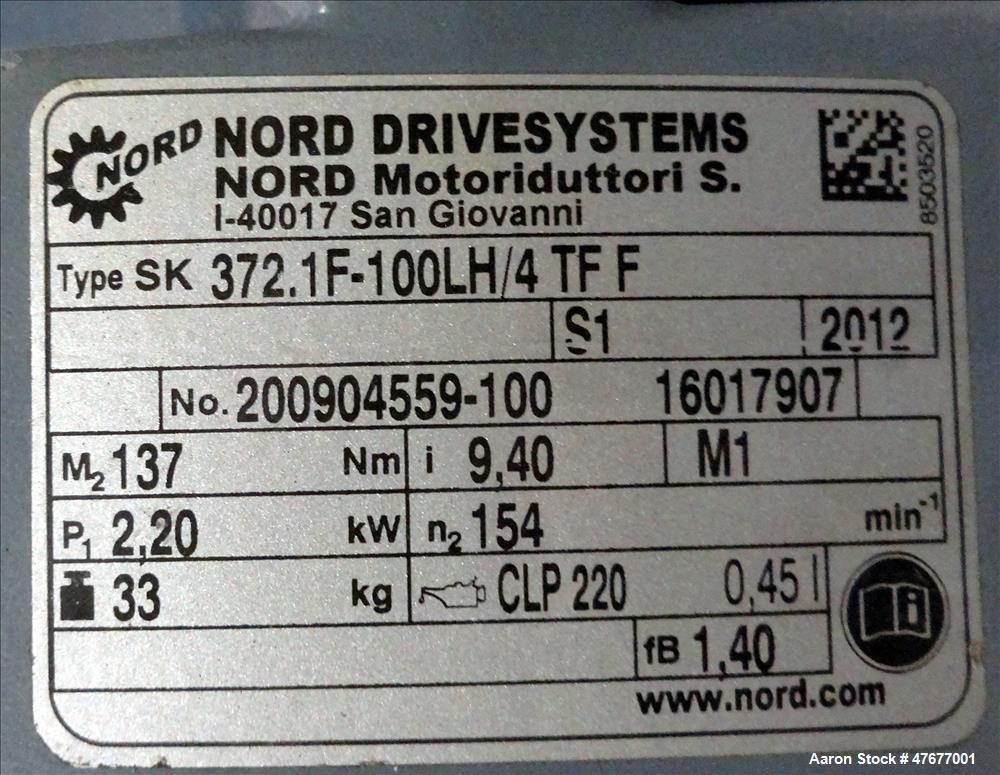 NORD
NORD DRIVESYSTEMS
NORD Motoriduttori S.
I-40017 San Giovanni
8503520
Type SK 372.1F-100LH/4 TF F
S1 2012
No. 200904559-100 16017907
M2 137 Nm i 9,40 M1
P1 2,20 kW n2 154 min-1
33 kg CLP 220 0,45 l
fB 1,40
www.nord.com
Aaron Stock # 47677001